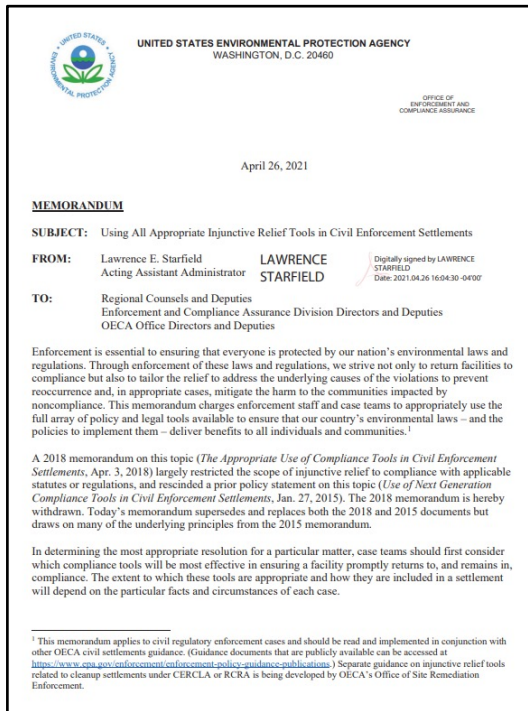 UNITED STATES ENVIRONMENTAL PROTECTION AGENCY
WASHINGTON, D.C. 20460
UNITED STATES
ENVIRONMENTAL PROTECTION AGENCY
OFFICE OF
ENFORCEMENT AND
COMPLIANCE ASSURANCE
April 26, 2021
MEMORANDUM
SUBJECT: Using All Appropriate Injunctive Relief Tools in Civil Enforcement Settlements
FROM: Lawrence E. Starfield
Acting Assistant Administrator
LAWRENCE
STARFIELD
Digitally signed by LAWRENCE
STARFIELD
Date: 2021.04.26 16:04:30 -04'00'
TO: Regional Counsels and Deputies
Enforcement and Compliance Assurance Division Directors and Deputies
OECA Office Directors and Deputies
Enforcement is essential to ensuring that everyone is protected by our nation's environmental laws and
regulations. Through enforcement of these laws and regulations, we strive not only to return facilities to
compliance but also to tailor the relief to address the underlying causes of the violations to prevent
reoccurrence and, in appropriate cases, mitigate the harm to the communities impacted by
noncompliance. This memorandum charges enforcement staff and case teams to appropriately use the
full array of policy and legal tools available to ensure that our country's environmental laws – and the
policies to implement them – deliver benefits to all individuals and communities.¹
A 2018 memorandum on this topic (The Appropriate Use of Compliance Tools in Civil Enforcement
Settlements, Apr. 3, 2018) largely restricted the scope of injunctive relief to compliance with applicable
statutes or regulations, and rescinded a prior policy statement on this topic (Use of Next Generation
Compliance Tools in Civil Enforcement Settlements, Jan. 27, 2015). The 2018 memorandum is hereby
withdrawn. Today's memorandum supersedes and replaces both the 2018 and 2015 documents but
draws on many of the underlying principles from the 2015 memorandum.
In determining the most appropriate resolution for a particular matter, case teams should first consider
which compliance tools will be most effective in ensuring a facility promptly returns to, and remains in,
compliance. The extent to which these tools are appropriate and how they are included in a settlement
will depend on the particular facts and circumstances of each case.
¹ This memorandum applies to civil regulatory enforcement cases and should be read and implemented in conjunction with
other OECA civil settlements guidance. (Guidance documents that are publicly available can be accessed at
https://www.epa.gov/enforcement/enforcement-policy-guidance-publications.) Separate guidance on injunctive relief tools
related to cleanup settlements under CERCLA or RCRA is being developed by OECA's Office of Site Remediation
Enforcement.